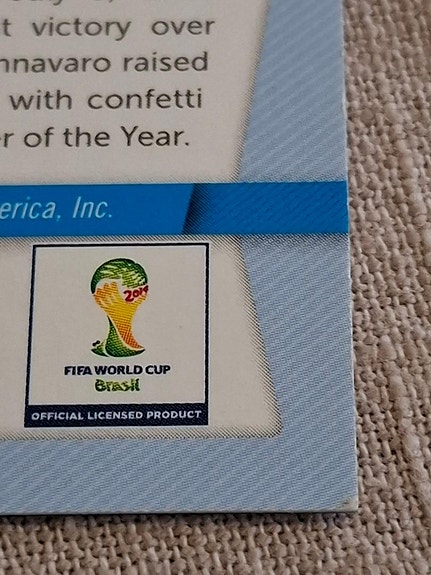 t victory over
nnavaro raised
with confetti
r of the Year.
erica, Inc.
2014
FIFA WORLD CUP
Brasil
OFFICIAL LICENSED PRODUCT